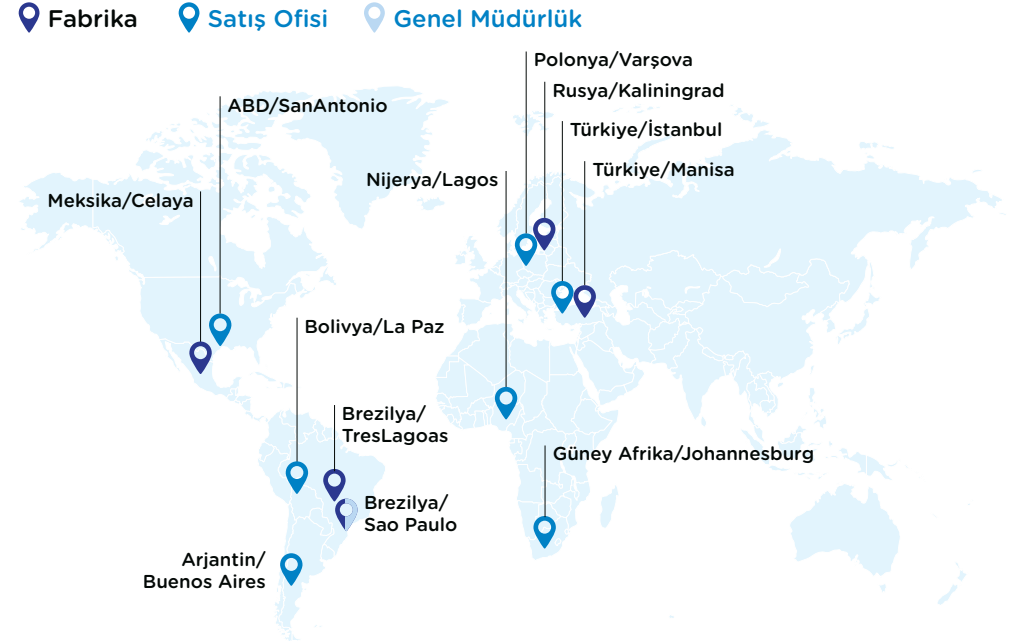 Fabrika
Satış Ofisi
Genel Müdürlük
Polonya/Varşova
Rusya/Kaliningrad
ABD/SanAntonio
Türkiye/İstanbul
Türkiye/Manisa
Nijerya/Lagos
Meksika/Celaya
Bolivya/La Paz
Brezilya/
TresLagoas
Güney Afrika/Johannesburg
Brezilya/
Sao Paulo
Arjantin/
Buenos Aires